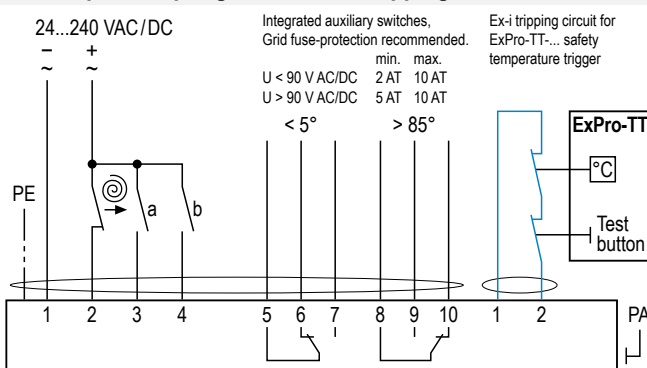 24...240 VAC/DC
– +
~ ~
Integrated auxiliary switches,
Grid fuse-protection recommended.
min. max.
U < 90 V AC/DC 2 AT 10 AT
U > 90 V AC/DC 5 AT 10 AT
< 5° > 85°
Ex-i tripping circuit for
ExPro-TT-... safety
temperature trigger
ExPro-TT
°C
Test
button
PE
a
b
1 2 3 4 5 6 7 8 9 10 1 2
PA